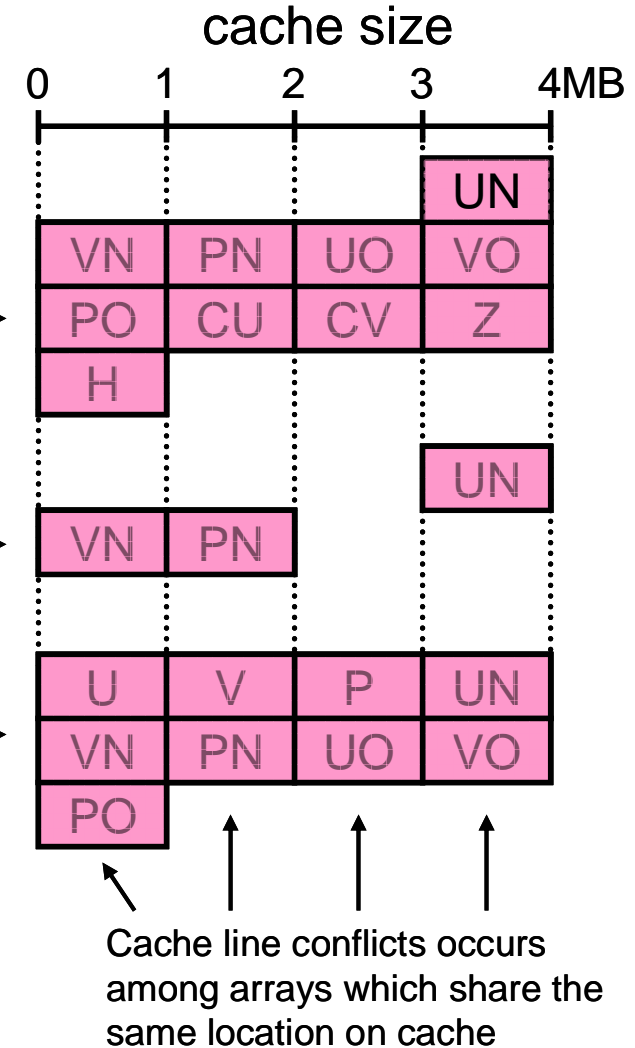 cache size
0 1 2 3 4MB
UN
VN PN UO VO
PO CU CV Z
H
UN
VN PN
U V P UN
VN PN UO VO
PO
Cache line conflicts occurs
among arrays which share the
same location on cache